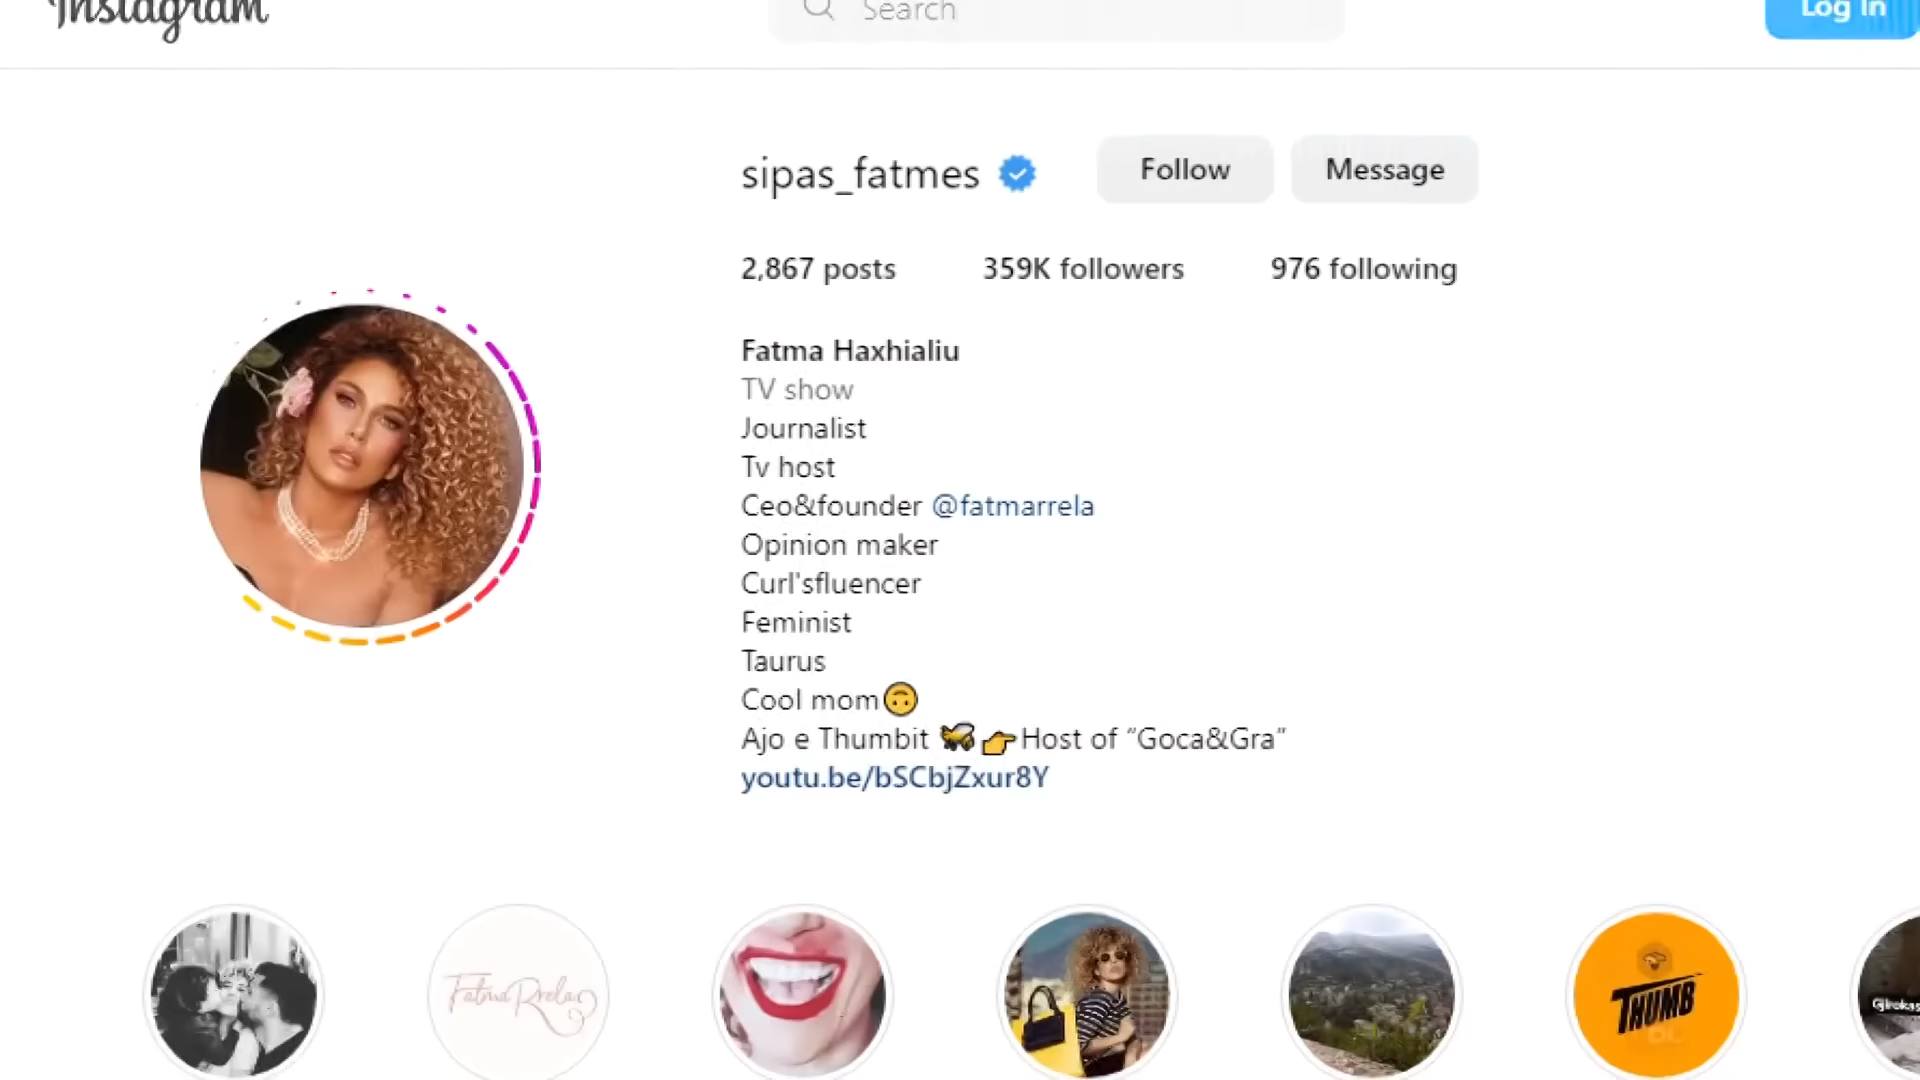 Instagram
Search
Log In
sipas_fatmes
Follow
Message
2,867 posts
359K followers
976 following
Fatma Haxhialiu
TV show
Journalist
Tv host
Ceo&founder @fatmarrela
Opinion maker
Curl'sfluencer
Feminist
Taurus
Cool mom🙃
Ajo e Thumbit 🐝👉Host of “Goca&Gra”
youtu.be/bSCbjZxur8Y
Fatma Rrela
THUMB